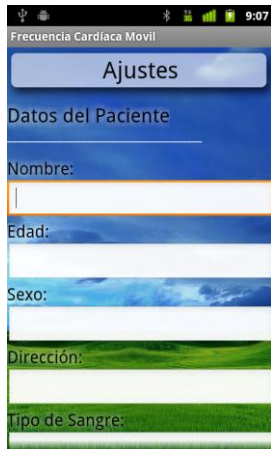 9:07
Frecuencia Cardíaca Movil
Ajustes
Datos del Paciente
Nombre:
Edad:
Sexo:
Dirección:
Tipo de Sangre: